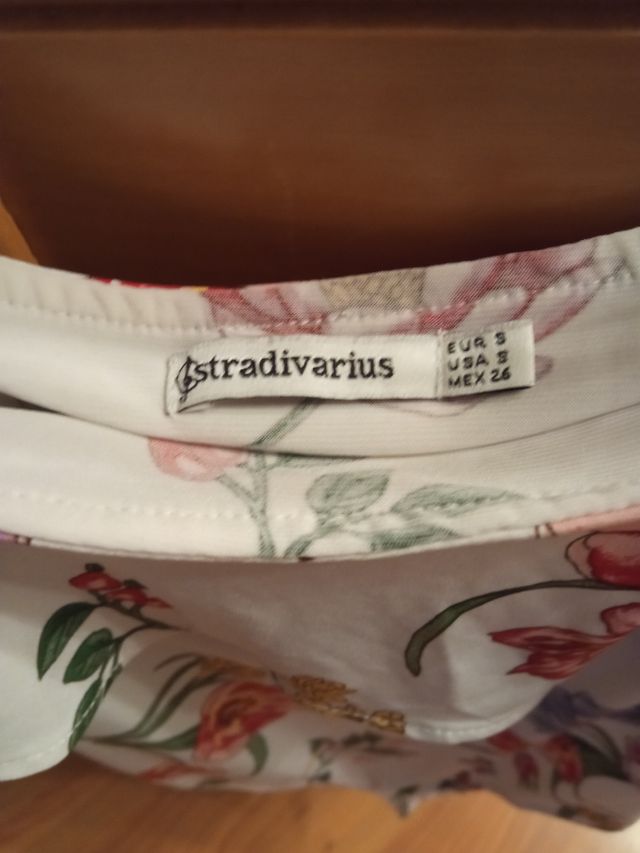 stradivarius
EUR S
USA S
MEX 26